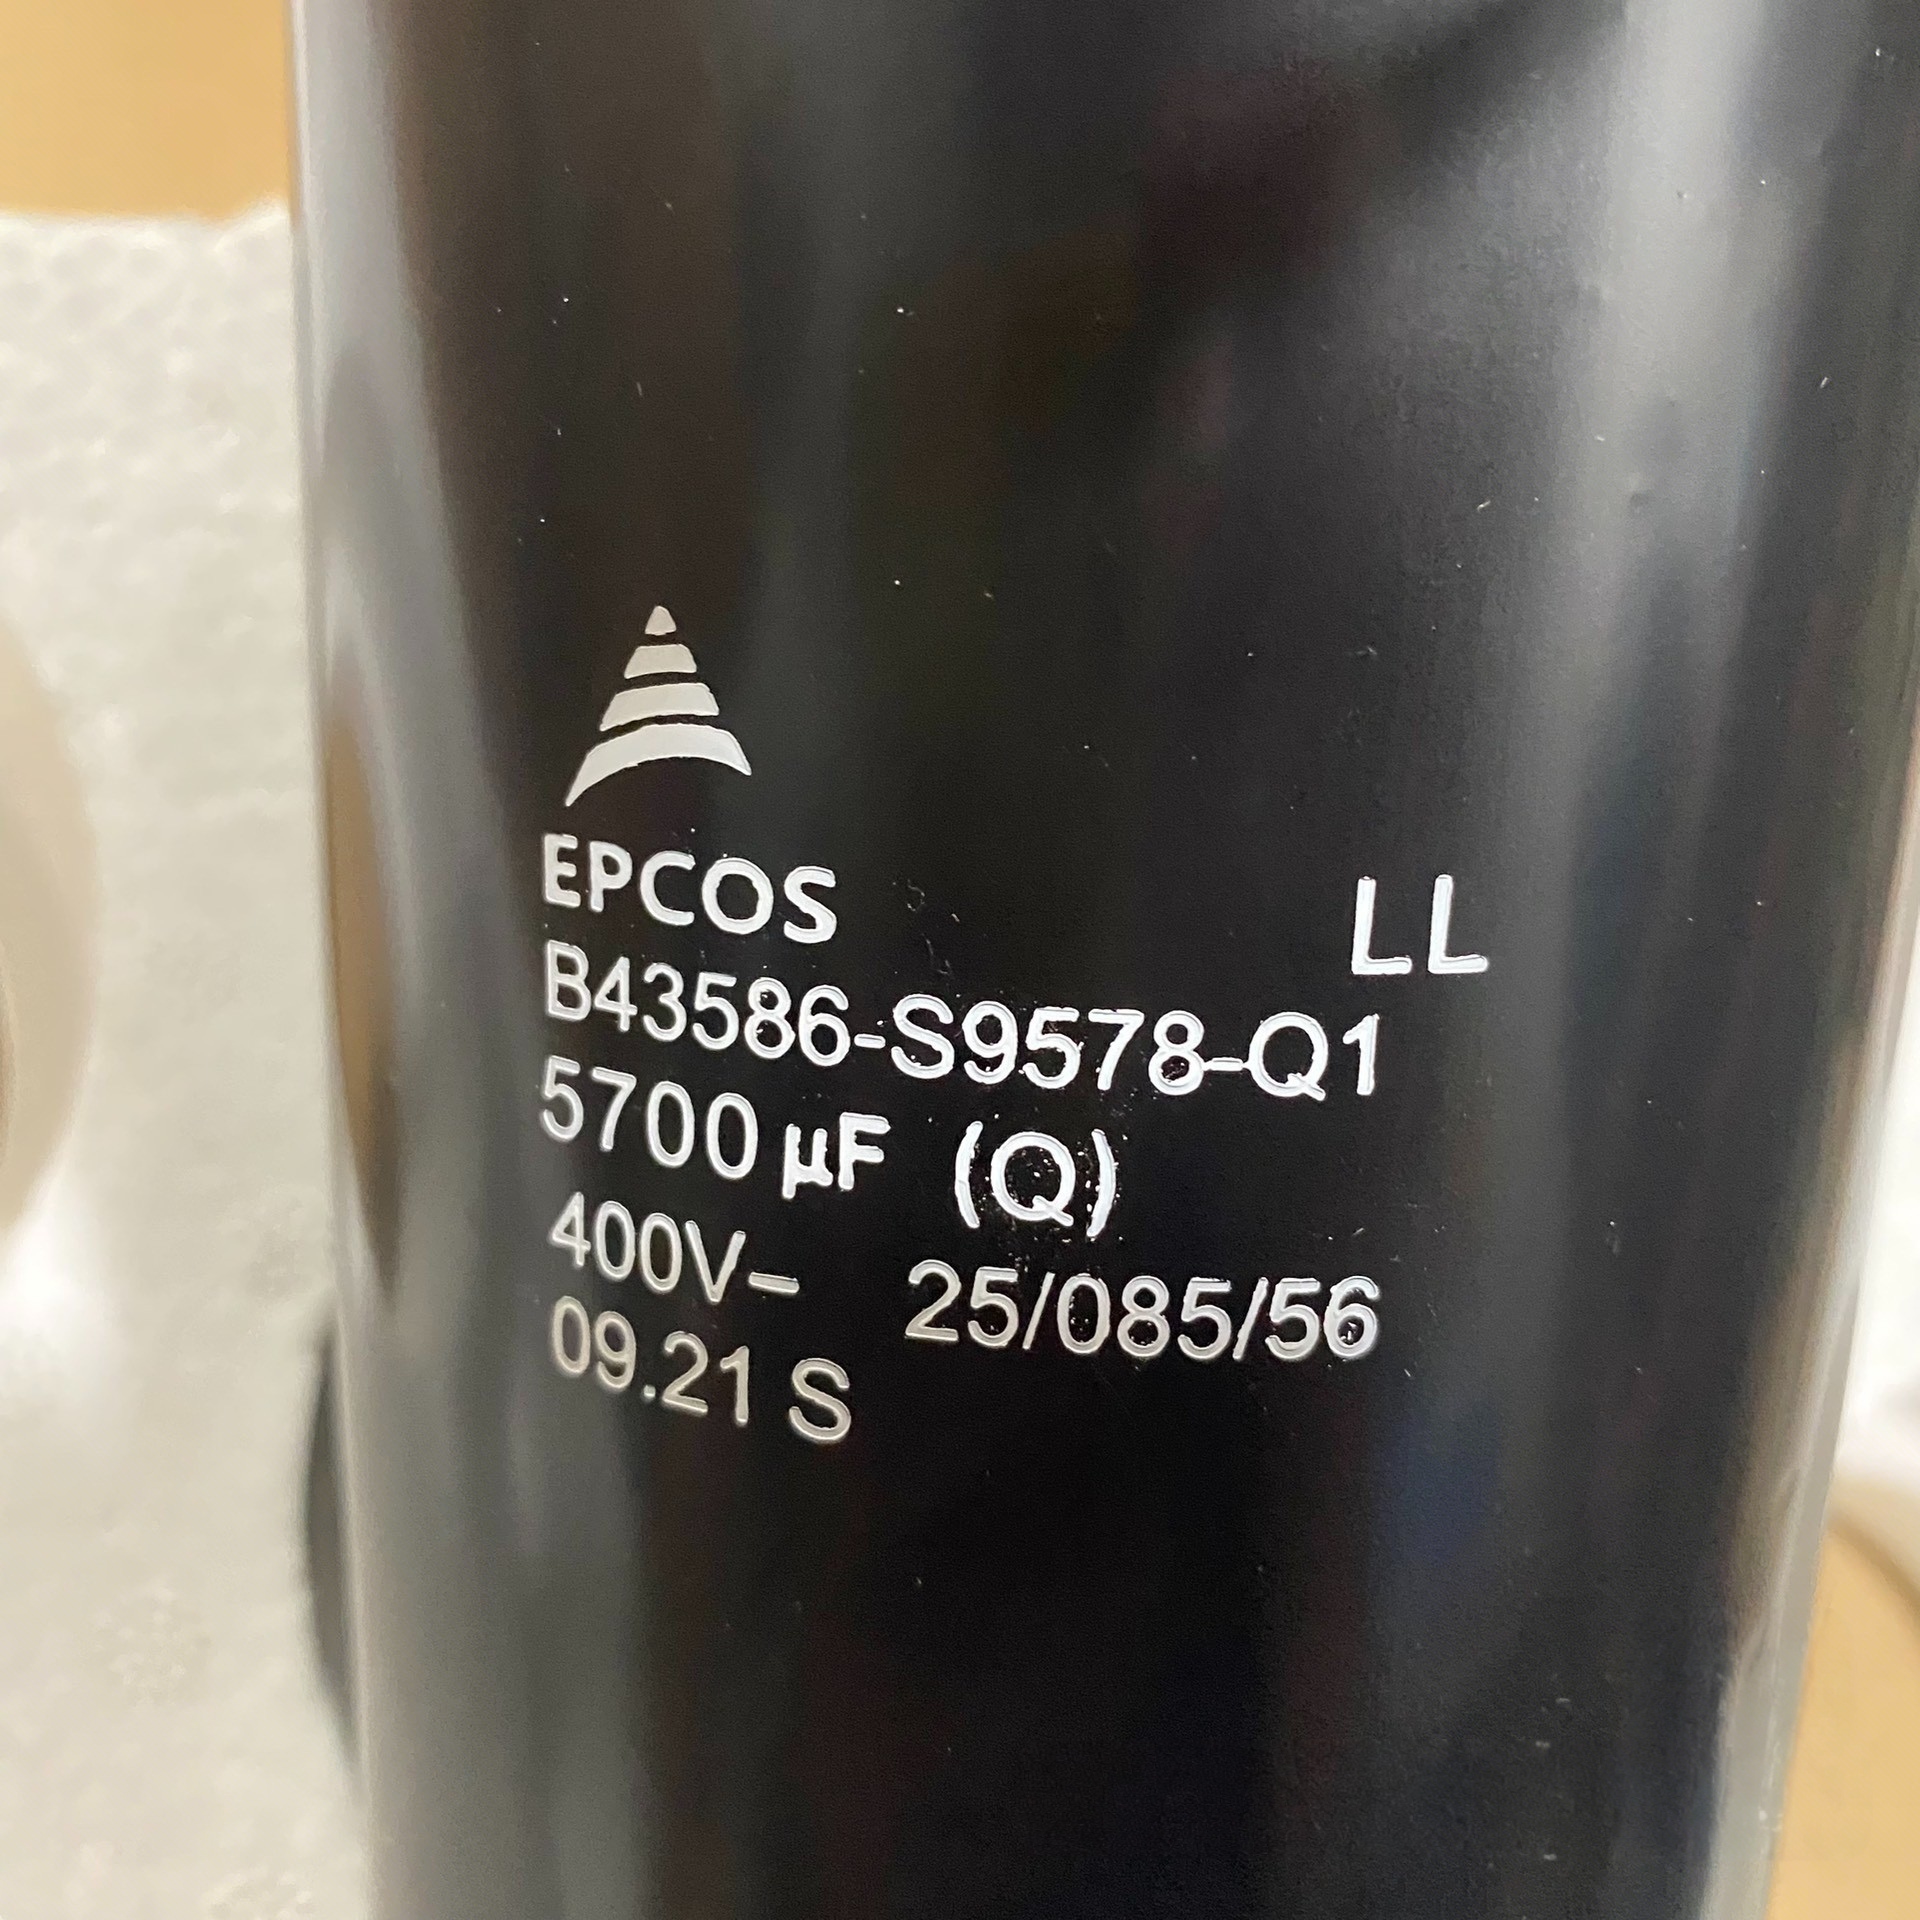 EPCOS LL
B43586-S9578-Q1
5700 µF (Q)
400V– 25/085/56
09.21 S